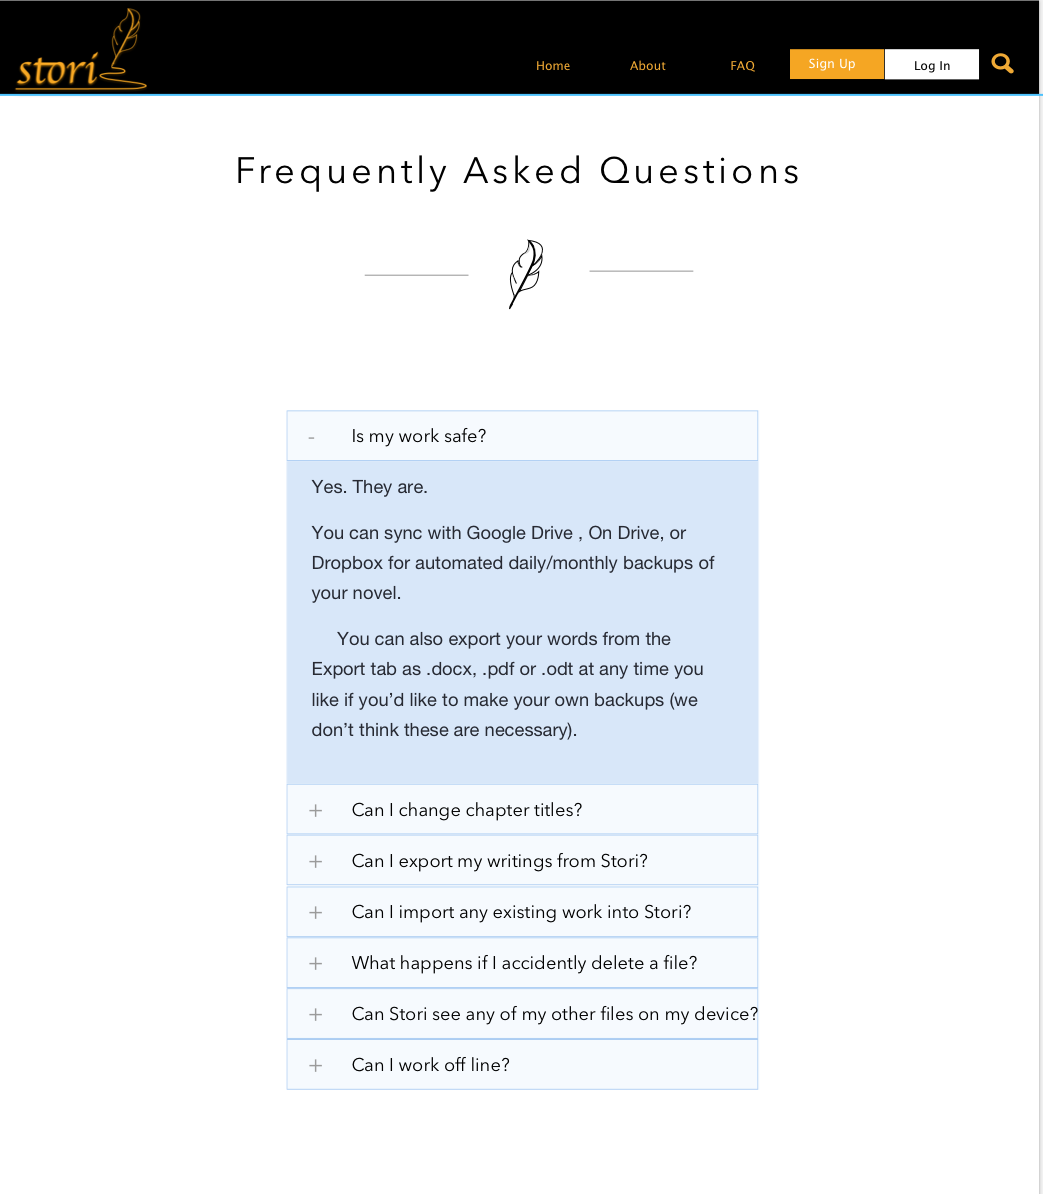 stori
Home
About
FAQ
Sign Up
Log In
Frequently Asked Questions
- Is my work safe?
Yes. They are.
You can sync with Google Drive , On Drive, or
Dropbox for automated daily/monthly backups of
your novel.
You can also export your words from the
Export tab as .docx, .pdf or .odt at any time you
like if you’d like to make your own backups (we
don’t think these are necessary).
+ Can I change chapter titles?
+ Can I export my writings from Stori?
+ Can I import any existing work into Stori?
+ What happens if I accidently delete a file?
+ Can Stori see any of my other files on my device?
+ Can I work off line?